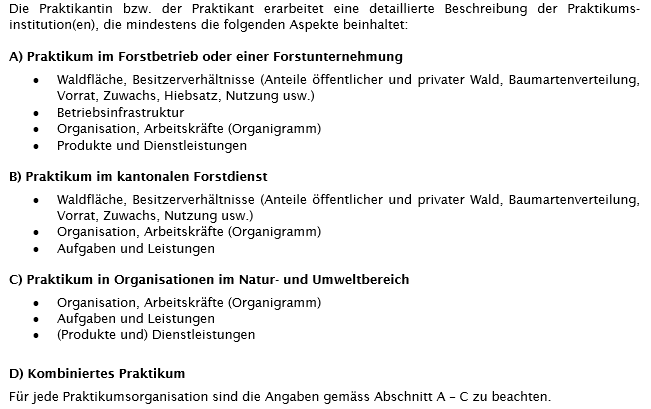 Die Praktikantin bzw. der Praktikant erarbeitet eine detaillierte Beschreibung der Praktikums-
institution(en), die mindestens die folgenden Aspekte beinhaltet:
A) Praktikum im Forstbetrieb oder einer Forstunternehmung
• Waldfläche, Besitzerverhältnisse (Anteile öffentlicher und privater Wald, Baumartenverteilung,
Vorrat, Zuwachs, Hiebsatz, Nutzung usw.)
• Betriebsinfrastruktur
• Organisation, Arbeitskräfte (Organigramm)
• Produkte und Dienstleistungen
B) Praktikum im kantonalen Forstdienst
• Waldfläche, Besitzerverhältnisse (Anteile öffentlicher und privater Wald, Baumartenverteilung,
Vorrat, Zuwachs, Nutzung usw.)
• Organisation, Arbeitskräfte (Organigramm)
• Aufgaben und Leistungen
C) Praktikum in Organisationen im Natur- und Umweltbereich
• Organisation, Arbeitskräfte (Organigramm)
• Aufgaben und Leistungen
• (Produkte und) Dienstleistungen
D) Kombiniertes Praktikum
Für jede Praktikumsorganisation sind die Angaben gemäss Abschnitt A – C zu beachten.